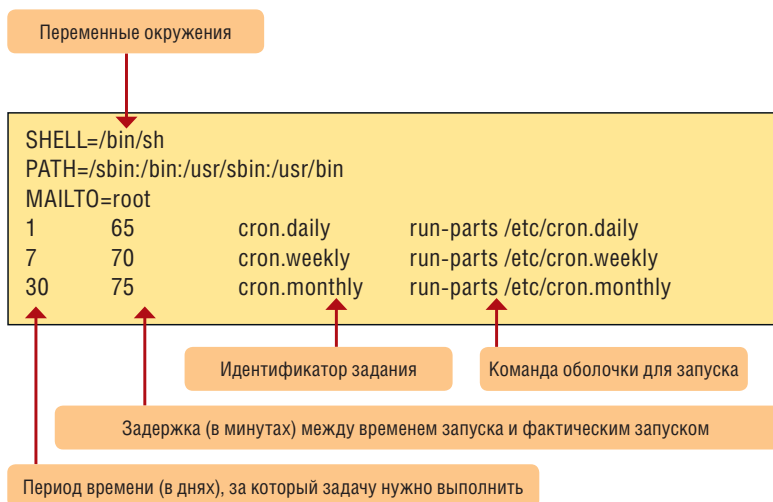 Переменные окружения
SHELL=/bin/sh
PATH=/sbin:/bin:/usr/sbin:/usr/bin
MAILTO=root
1 65 cron.daily run-parts /etc/cron.daily
7 70 cron.weekly run-parts /etc/cron.weekly
30 75 cron.monthly run-parts /etc/cron.monthly
Идентификатор задания
Команда оболочки для запуска
Задержка (в минутах) между временем запуска и фактическим запуском
Период времени (в днях), за который задачу нужно выполнить